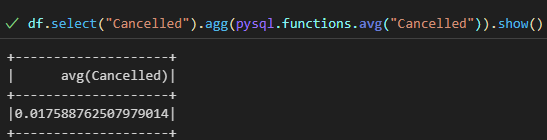 df.select("Cancelled").agg(pysql.functions.avg("Cancelled")).show()
+--------------------+
|      avg(Cancelled)|
+--------------------+
|0.017588762507979014|
+--------------------+